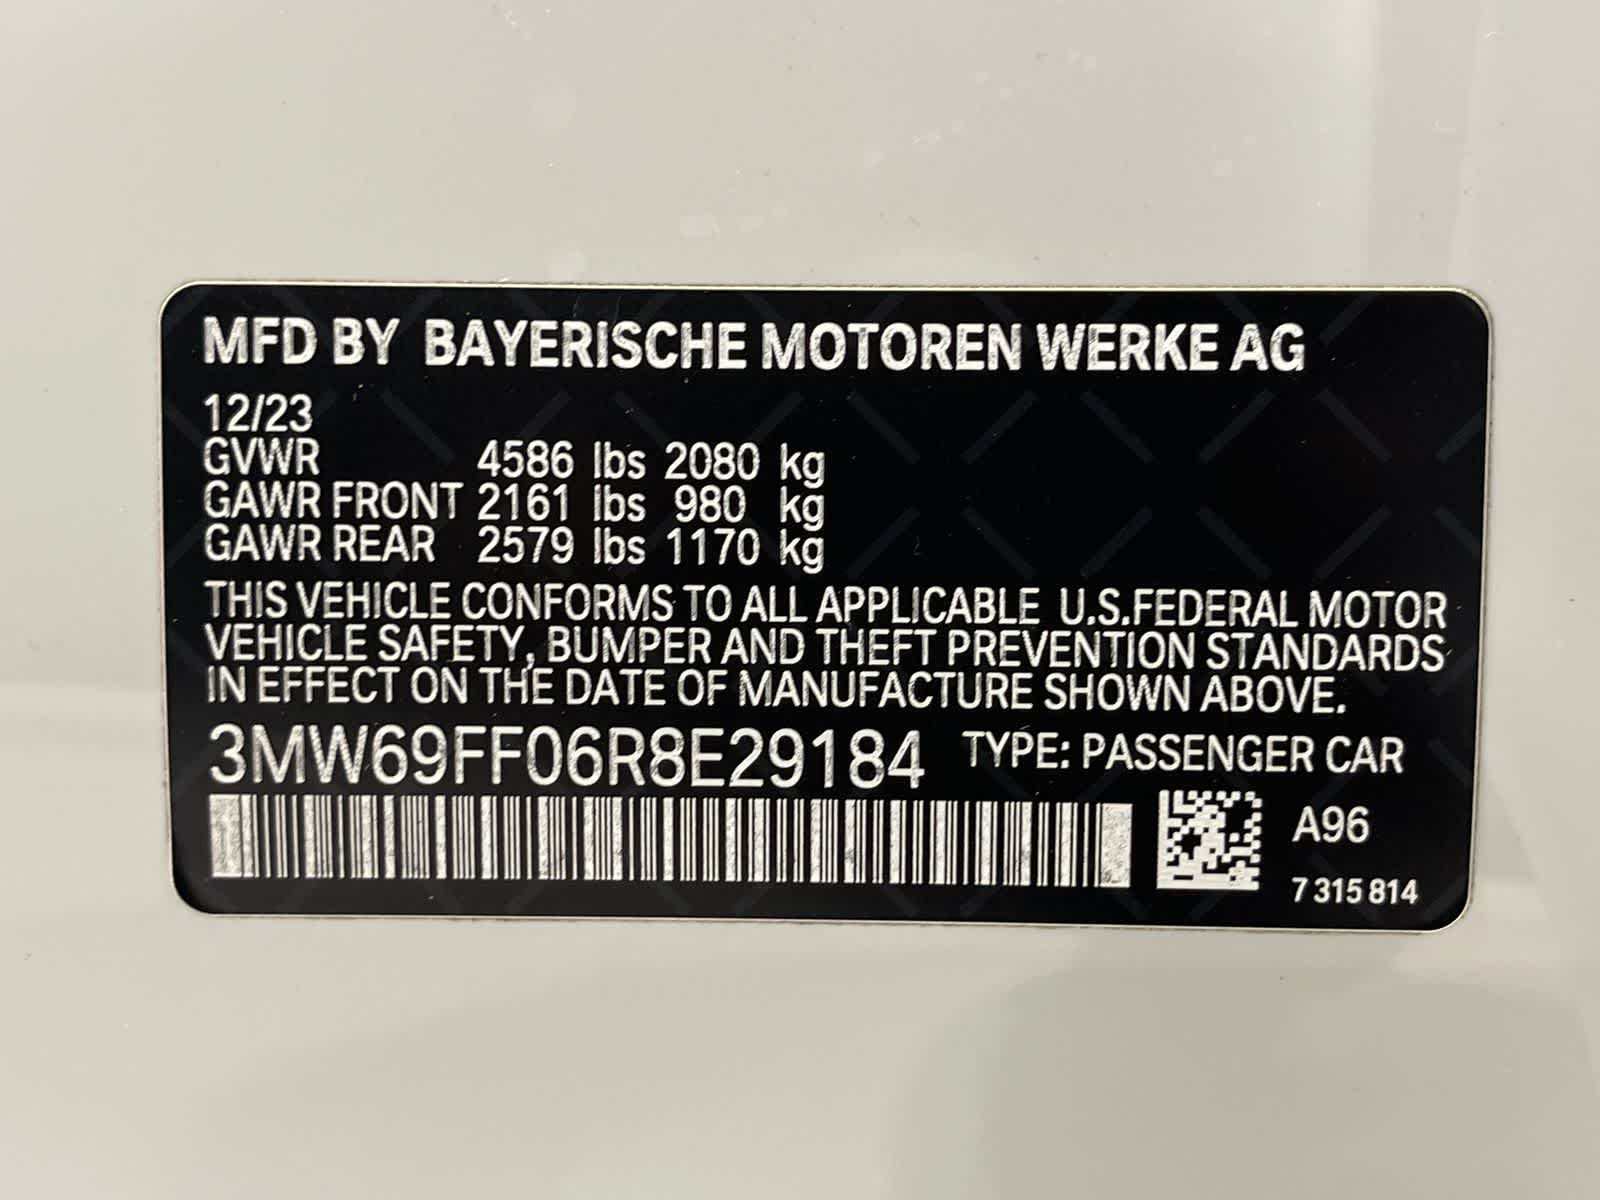 MFD BY BAYERISCHE MOTOREN WERKE AG
12/23
GVWR 4586 lbs 2080 kg
GAWR FRONT 2161 lbs 980 kg
GAWR REAR 2579 lbs 1170 kg
THIS VEHICLE CONFORMS TO ALL APPLICABLE U.S.FEDERAL MOTOR
VEHICLE SAFETY, BUMPER AND THEFT PREVENTION STANDARDS
IN EFFECT ON THE DATE OF MANUFACTURE SHOWN ABOVE.
3MW69FF06R8E29184 TYPE: PASSENGER CAR
A96
7 315 814